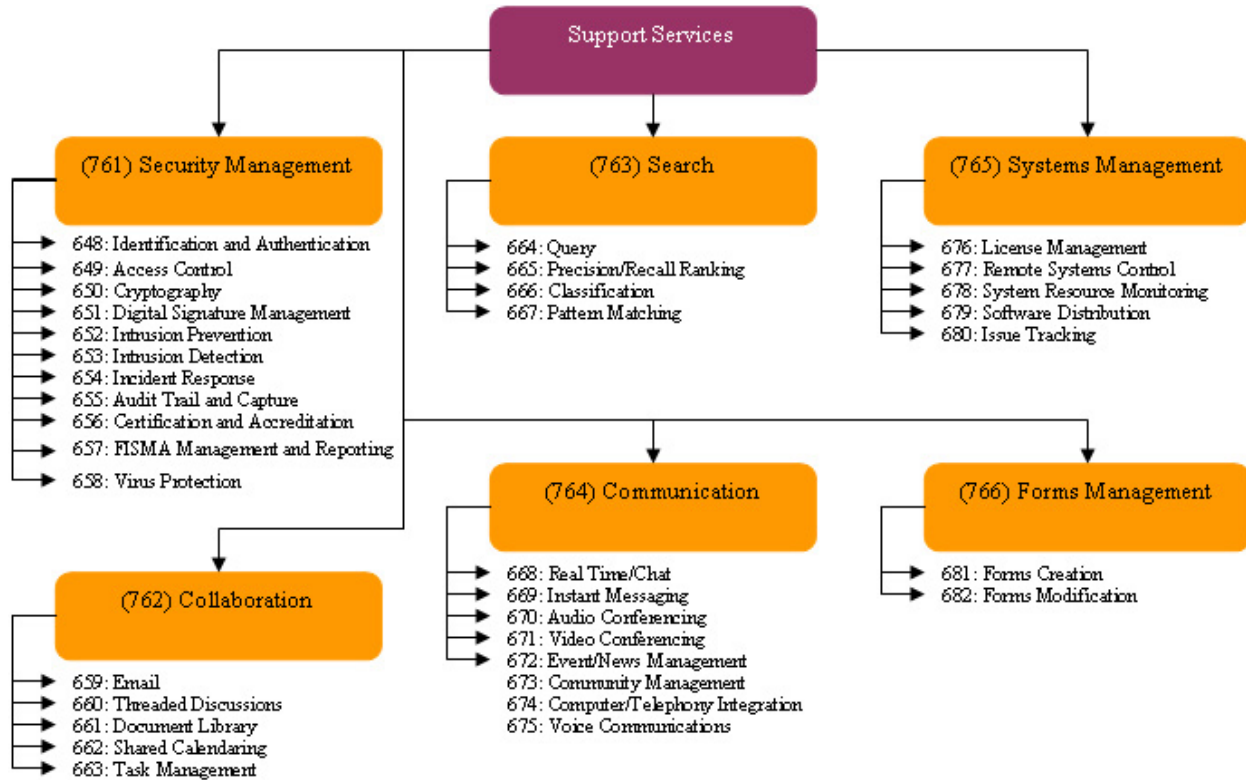 Support Services
(761) Security Management
648: Identification and Authentication
649: Access Control
650: Cryptography
651: Digital Signature Management
652: Intrusion Prevention
653: Intrusion Detection
654: Incident Response
655: Audit Trail and Capture
656: Certification and Accreditation
657: FISMA Management and Reporting
658: Virus Protection
(763) Search
664: Query
665: Precision/Recall Ranking
666: Classification
667: Pattern Matching
(765) Systems Management
676: License Management
677: Remote Systems Control
678: System Resource Monitoring
679: Software Distribution
680: Issue Tracking
(762) Collaboration
659: Email
660: Threaded Discussions
661: Document Library
662: Shared Calendaring
663: Task Management
(764) Communication
668: Real Time/Chat
669: Instant Messaging
670: Audio Conferencing
671: Video Conferencing
672: Event/News Management
673: Community Management
674: Computer/Telephony Integration
675: Voice Communications
(766) Forms Management
681: Forms Creation
682: Forms Modification